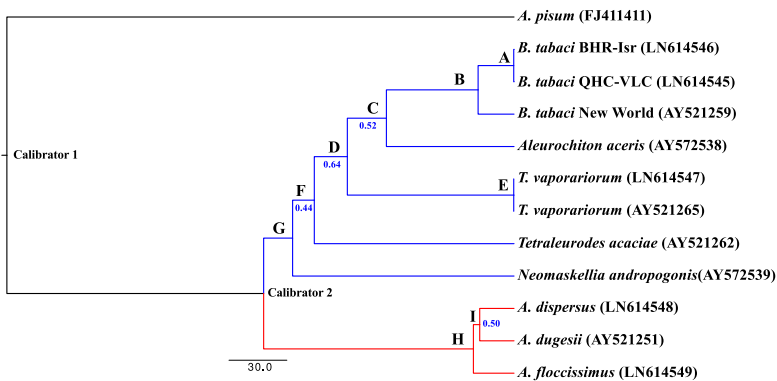 A. pisum (FJ411411)
B. tabaci BHR-Isr (LN614546)
A
B
B. tabaci QHC-VLC (LN614545)
C
B. tabaci New World (AY521259)
0.52
D
Aleurochiton aceris (AY572538)
Calibrator 1
0.64
T. vaporariorum (LN614547)
E
F
0.44
T. vaporariorum (AY521265)
G
Tetraleurodes acaciae (AY521262)
Neomaskellia andropogonis(AY572539)
Calibrator 2
A. dispersus (LN614548)
I
0.50
H
A. dugesii (AY521251)
30.0
A. floccissimus (LN614549)